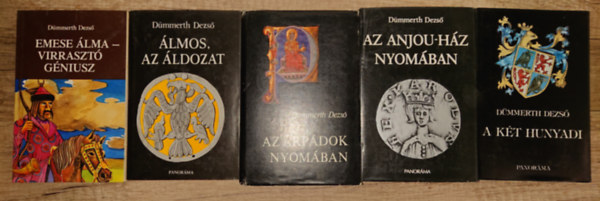 Dümmerth Dezső
EMESE ÁLMA –
VIRRASZTÓ
GÉNIUSZ
Dümmerth Dezső
ÁLMOS,
AZ ÁLDOZAT
PANORÁMA
Dümmerth Dezső
AZ ÁRPÁDOK
NYOMÁBAN
Dümmerth Dezső
AZ ANJOU-HÁZ
NYOMÁBAN
PANORÁMA
DÜMMERTH DEZSŐ
A KÉT HUNYADI
PANORÁMA